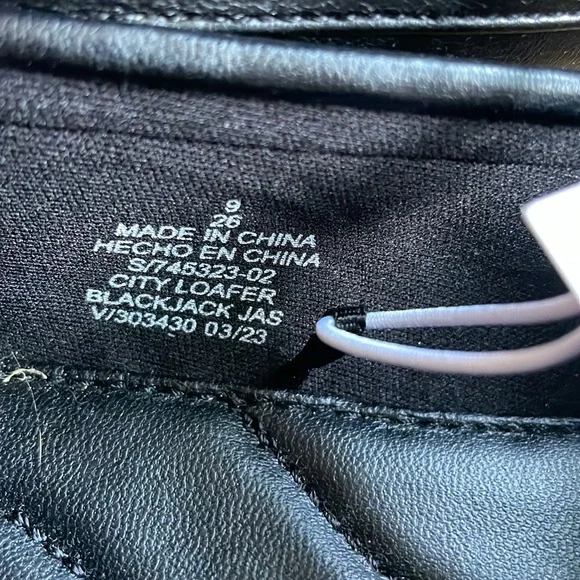 9
26
MADE IN CHINA
HECHO EN CHINA
S/745323-02
CITY LOAFER
BLACKJACK JAS
V/303430 03/23